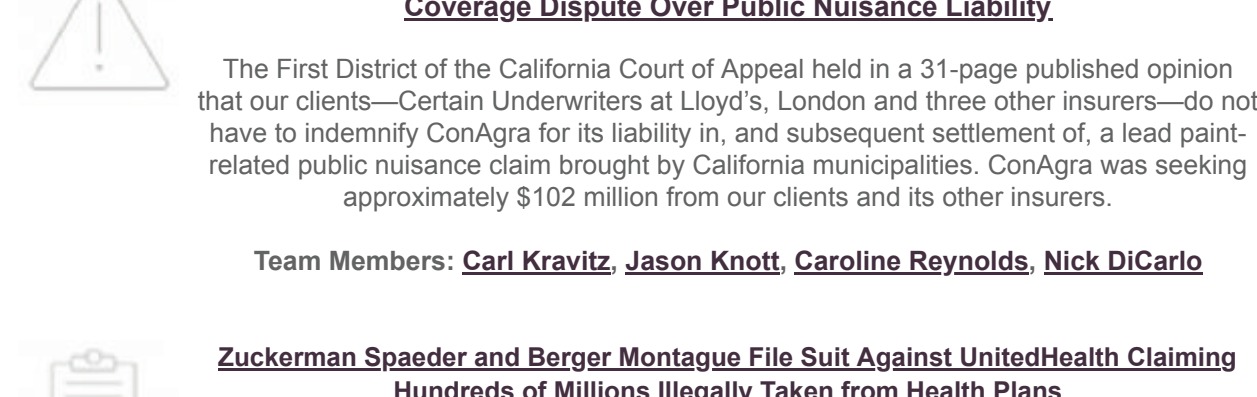 Coverage Dispute Over Public Nuisance Liability
The First District of the California Court of Appeal held in a 31-page published opinion
that our clients—Certain Underwriters at Lloyd's, London and three other insurers—do not
have to indemnify ConAgra for its liability in, and subsequent settlement of, a lead paint-
related public nuisance claim brought by California municipalities. ConAgra was seeking
approximately $102 million from our clients and its other insurers.
Team Members: Carl Kravitz, Jason Knott, Caroline Reynolds, Nick DiCarlo
Zuckerman Spaeder and Berger Montague File Suit Against UnitedHealth Claiming
Hundreds of Millions Illegally Taken from Health Plans